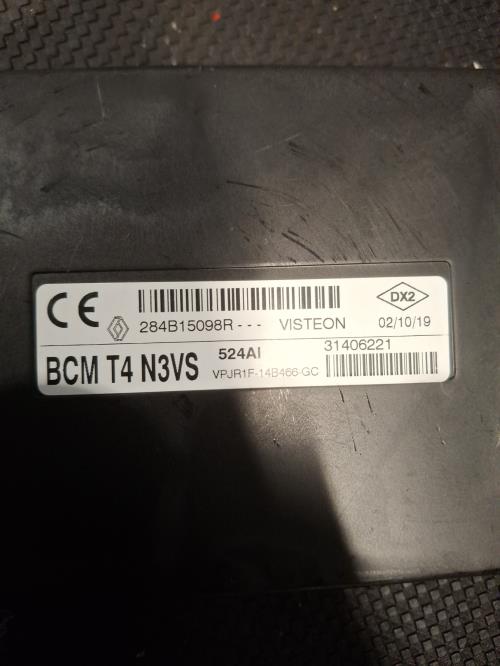 CE
284B15098R--- VISTEON
DX2
02/10/19
BCM T4 N3VS
524AI
VPJR1F-14B466-GC
31406221